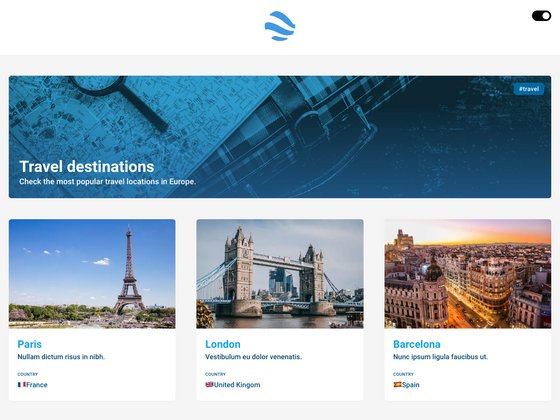 #travel
Travel destinations
Check the most popular travel locations in Europe.
Paris
Nullam dictum risus in nibh.
COUNTRY
🇫🇷France
London
Vestibulum eu dolor venenatis.
COUNTRY
🇬🇧United Kingom
Barcelona
Nunc ipsum ligula faucibus ut.
COUNTRY
🇪🇸Spain